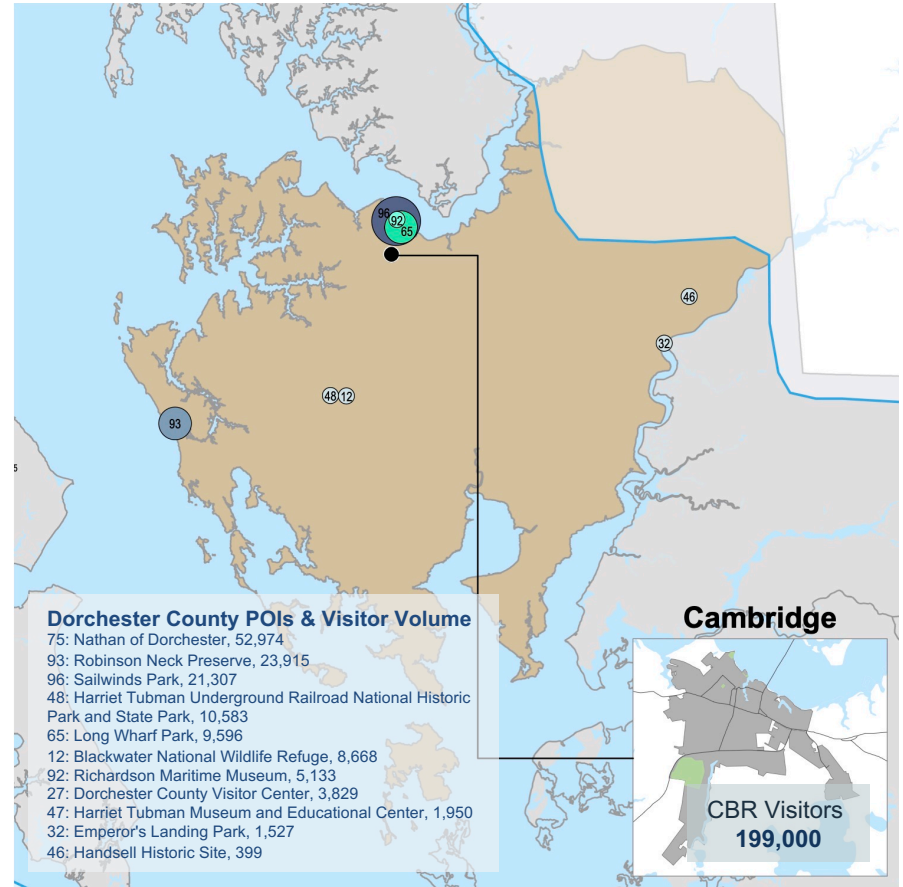 96
92
65
46
32
48
12
93
5
Dorchester County POIs & Visitor Volume
75: Nathan of Dorchester, 52,974
93: Robinson Neck Preserve, 23,915
96: Sailwinds Park, 21,307
48: Harriet Tubman Underground Railroad National Historic
Park and State Park, 10,583
65: Long Wharf Park, 9,596
12: Blackwater National Wildlife Refuge, 8,668
92: Richardson Maritime Museum, 5,133
27: Dorchester County Visitor Center, 3,829
47: Harriet Tubman Museum and Educational Center, 1,950
32: Emperor's Landing Park, 1,527
46: Handsell Historic Site, 399
Cambridge
CBR Visitors
199,000